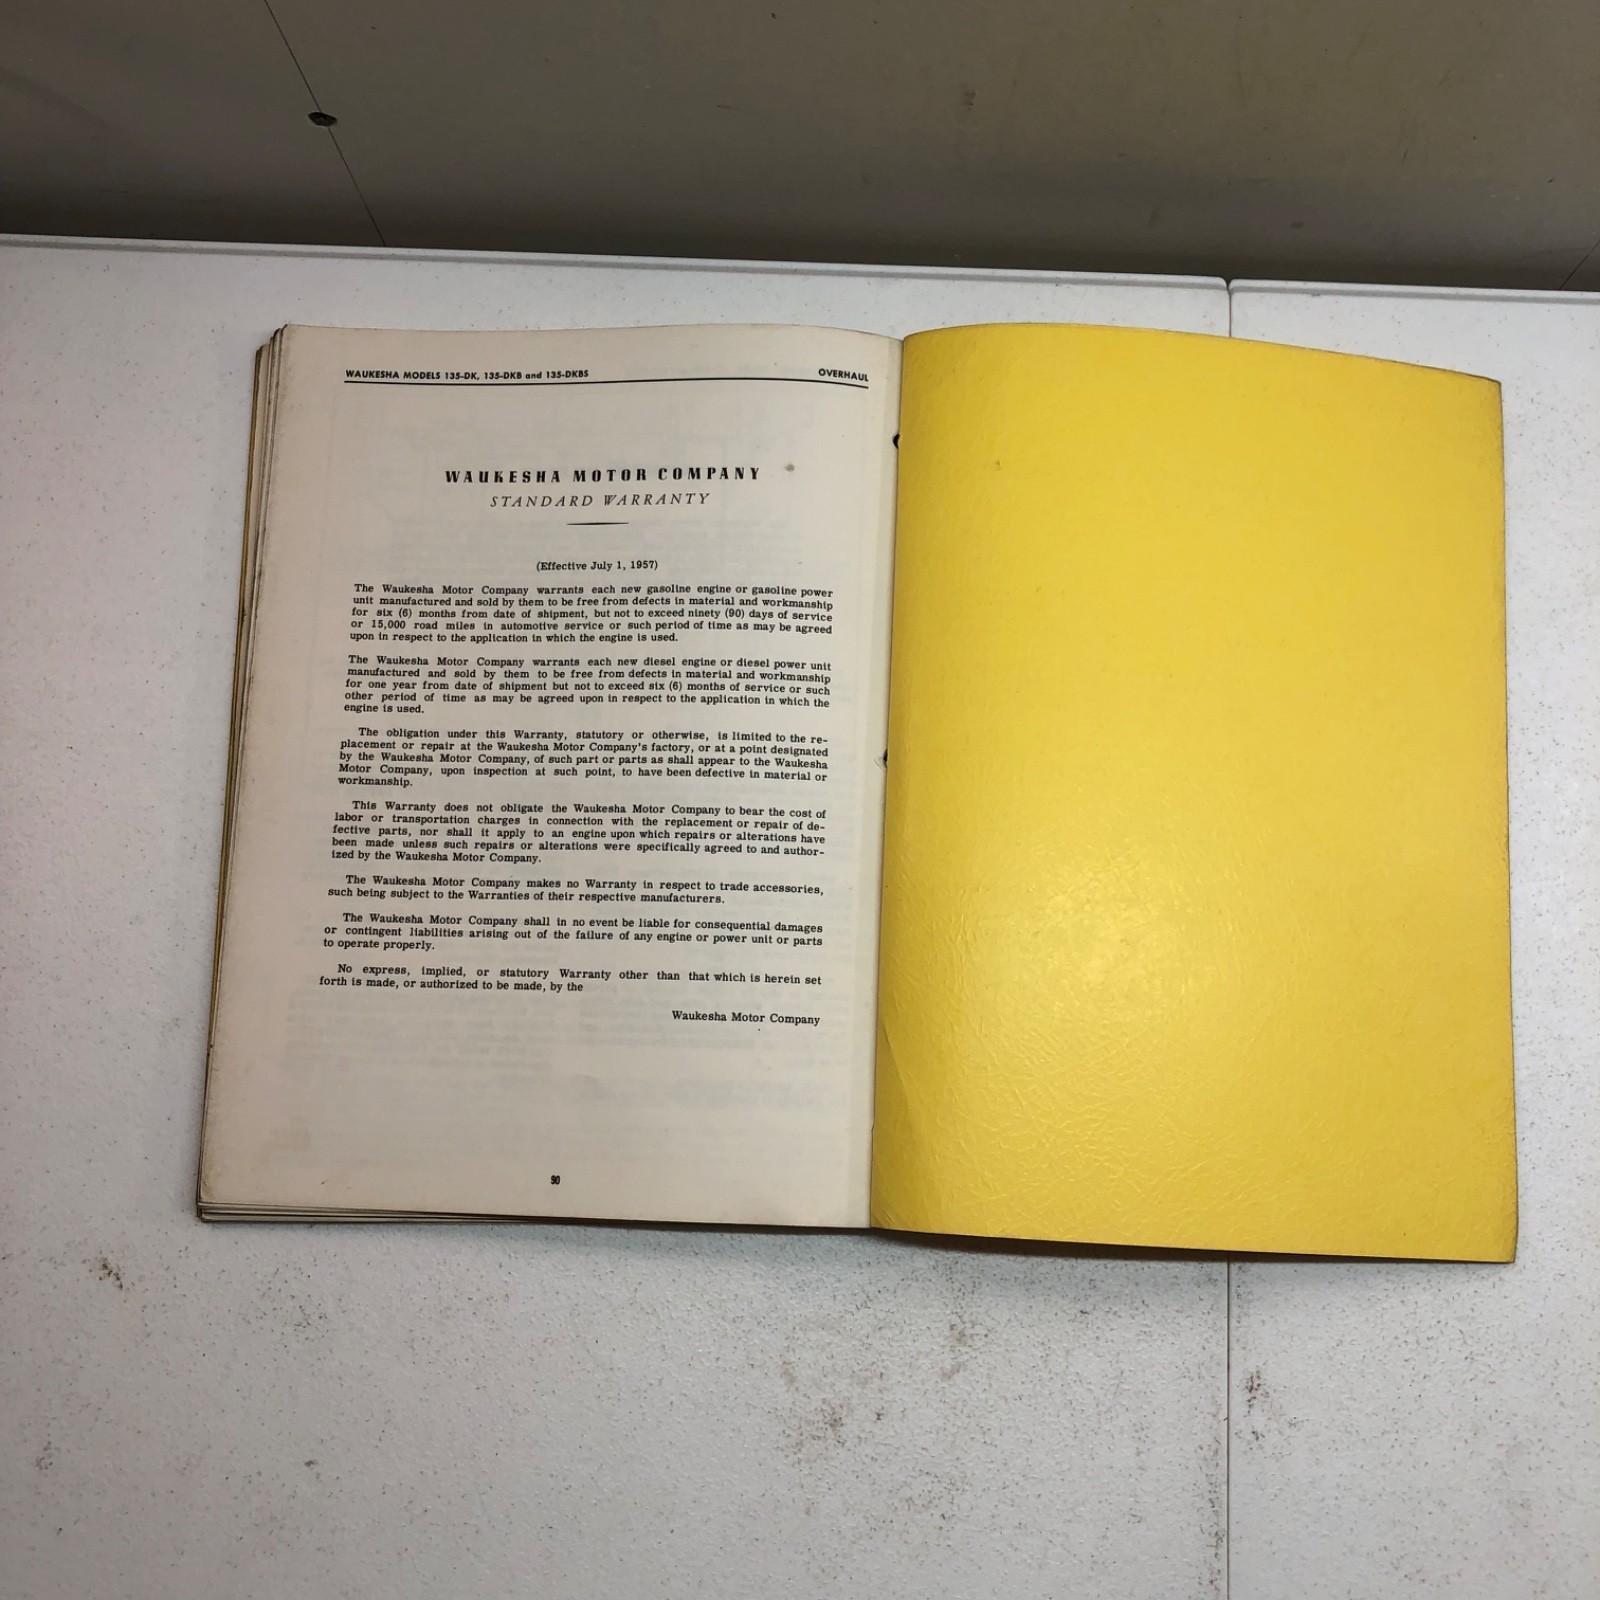 WAUKESHA MODELS 135-DK, 135-DKB and 135-DKBS OVERHAUL
WAUKESHA MOTOR COMPANY
STANDARD WARRANTY
(Effective July 1, 1957)
The Waukesha Motor Company warrants each new gasoline engine or gasoline power
unit manufactured and sold by them to be free from defects in material and workmanship
for six (6) months from date of shipment, but not to exceed ninety (90) days of service
or 15,000 road miles in automotive service or such period of time as may be agreed
upon in respect to the application in which the engine is used.
The Waukesha Motor Company warrants each new diesel engine or diesel power unit
manufactured and sold by them to be free from defects in material and workmanship
for one year from date of shipment but not to exceed six (6) months of service or such
other period of time as may be agreed upon in respect to the application in which the
engine is used.
The obligation under this Warranty, statutory or otherwise, is limited to the re-
placement or repair at the Waukesha Motor Company's factory, or at a point designated
by the Waukesha Motor Company, of such part or parts as shall appear to the Waukesha
Motor Company, upon inspection at such point, to have been defective in material or
workmanship.
This Warranty does not obligate the Waukesha Motor Company to bear the cost of
labor or transportation charges in connection with the replacement or repair of de-
fective parts, nor shall it apply to an engine upon which repairs or alterations have
been made unless such repairs or alterations were specifically agreed to and author-
ized by the Waukesha Motor Company.
The Waukesha Motor Company makes no Warranty in respect to trade accessories,
such being subject to the Warranties of their respective manufacturers.
The Waukesha Motor Company shall in no event be liable for consequential damages
or contingent liabilities arising out of the failure of any engine or power unit or parts
to operate properly.
No express, implied, or statutory Warranty other than that which is herein set
forth is made, or authorized to be made, by the
Waukesha Motor Company
90